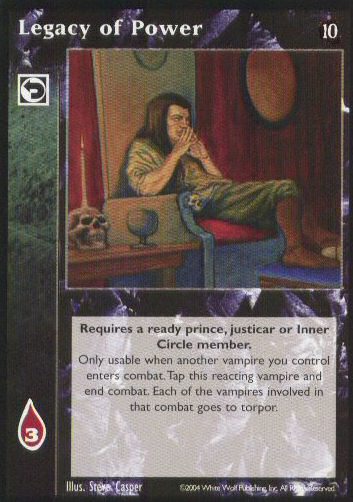 Legacy of Power 10
Requires a ready prince, justicar or Inner
Circle member.
Only usable when another vampire you control
enters combat. Tap this reacting vampire and
end combat. Each of the vampires involved in
that combat goes to torpor.
3
Illus. Steve Casper ©2004 White Wolf Publishing, Inc. All Rights Reserved.